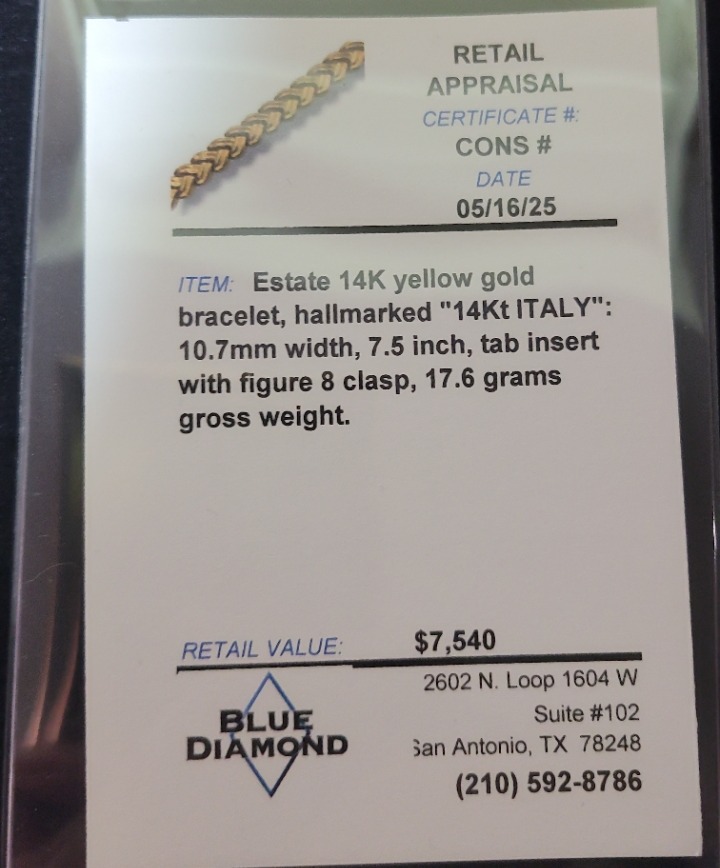 RETAIL
APPRAISAL
CERTIFICATE #:
CONS #
DATE
05/16/25
ITEM: Estate 14K yellow gold
bracelet, hallmarked "14Kt ITALY":
10.7mm width, 7.5 inch, tab insert
with figure 8 clasp, 17.6 grams
gross weight.
RETAIL VALUE: $7,540
BLUE
DIAMOND
2602 N. Loop 1604 W
Suite #102
San Antonio, TX 78248
(210) 592-8786